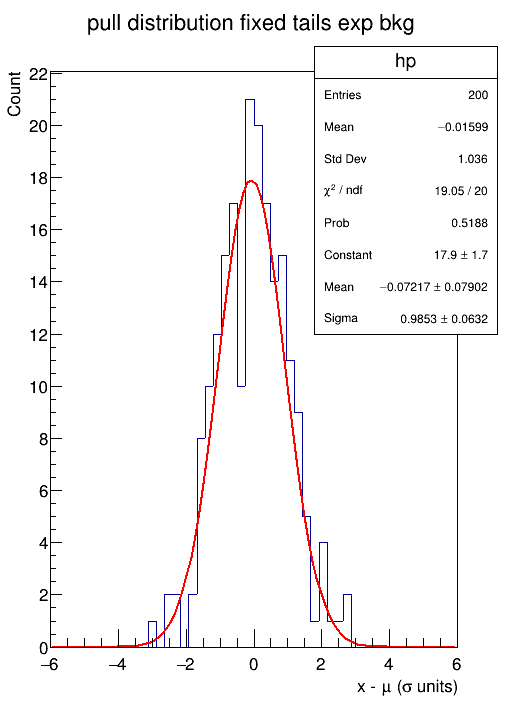 pull distribution fixed tails exp bkg
hp
Entries 200
Mean −0.01599
Std Dev 1.036
χ² / ndf 19.05 / 20
Prob 0.5188
Constant 17.9 ± 1.7
Mean −0.07217 ± 0.07902
Sigma 0.9853 ± 0.0632
Count
22
20
18
16
14
12
10
8
6
4
2
0
−6 −4 −2 0 2 4 6
x - μ (σ units)